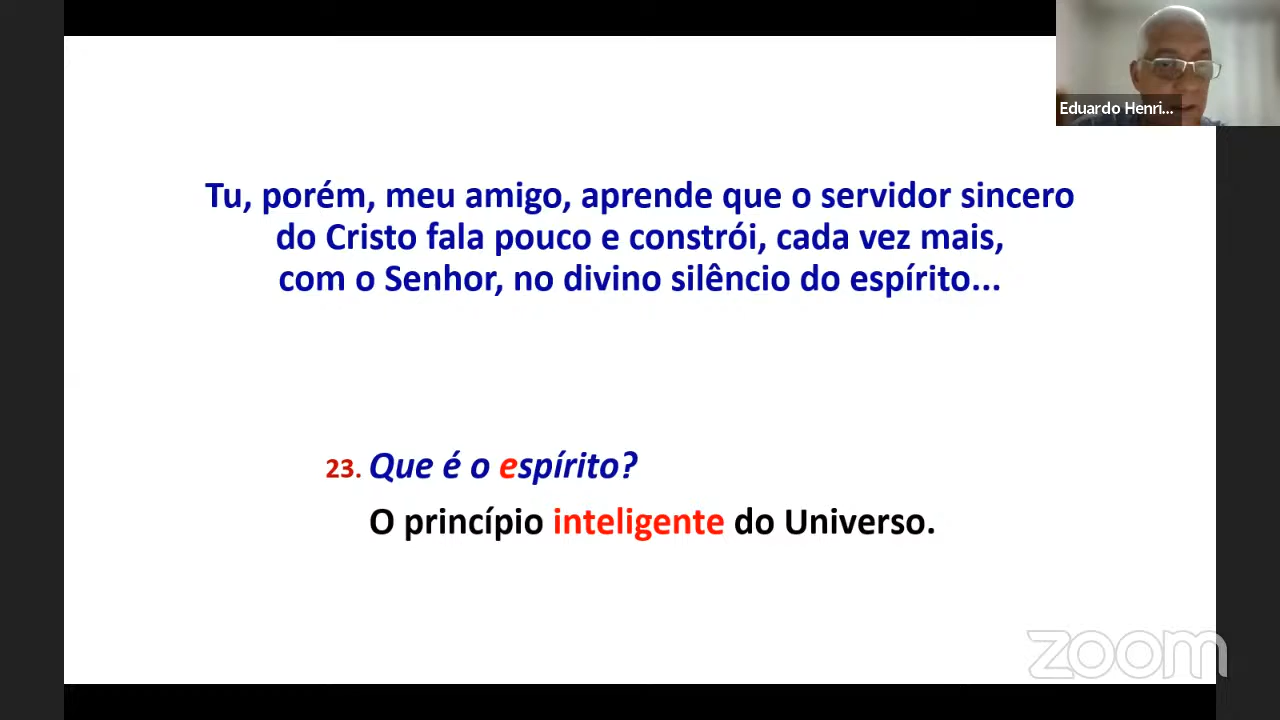 Eduardo Henri...
Tu, porém, meu amigo, aprende que o servidor sincero
do Cristo fala pouco e constrói, cada vez mais,
com o Senhor, no divino silêncio do espírito...
23. Que é o espírito?
O princípio inteligente do Universo.
zoom